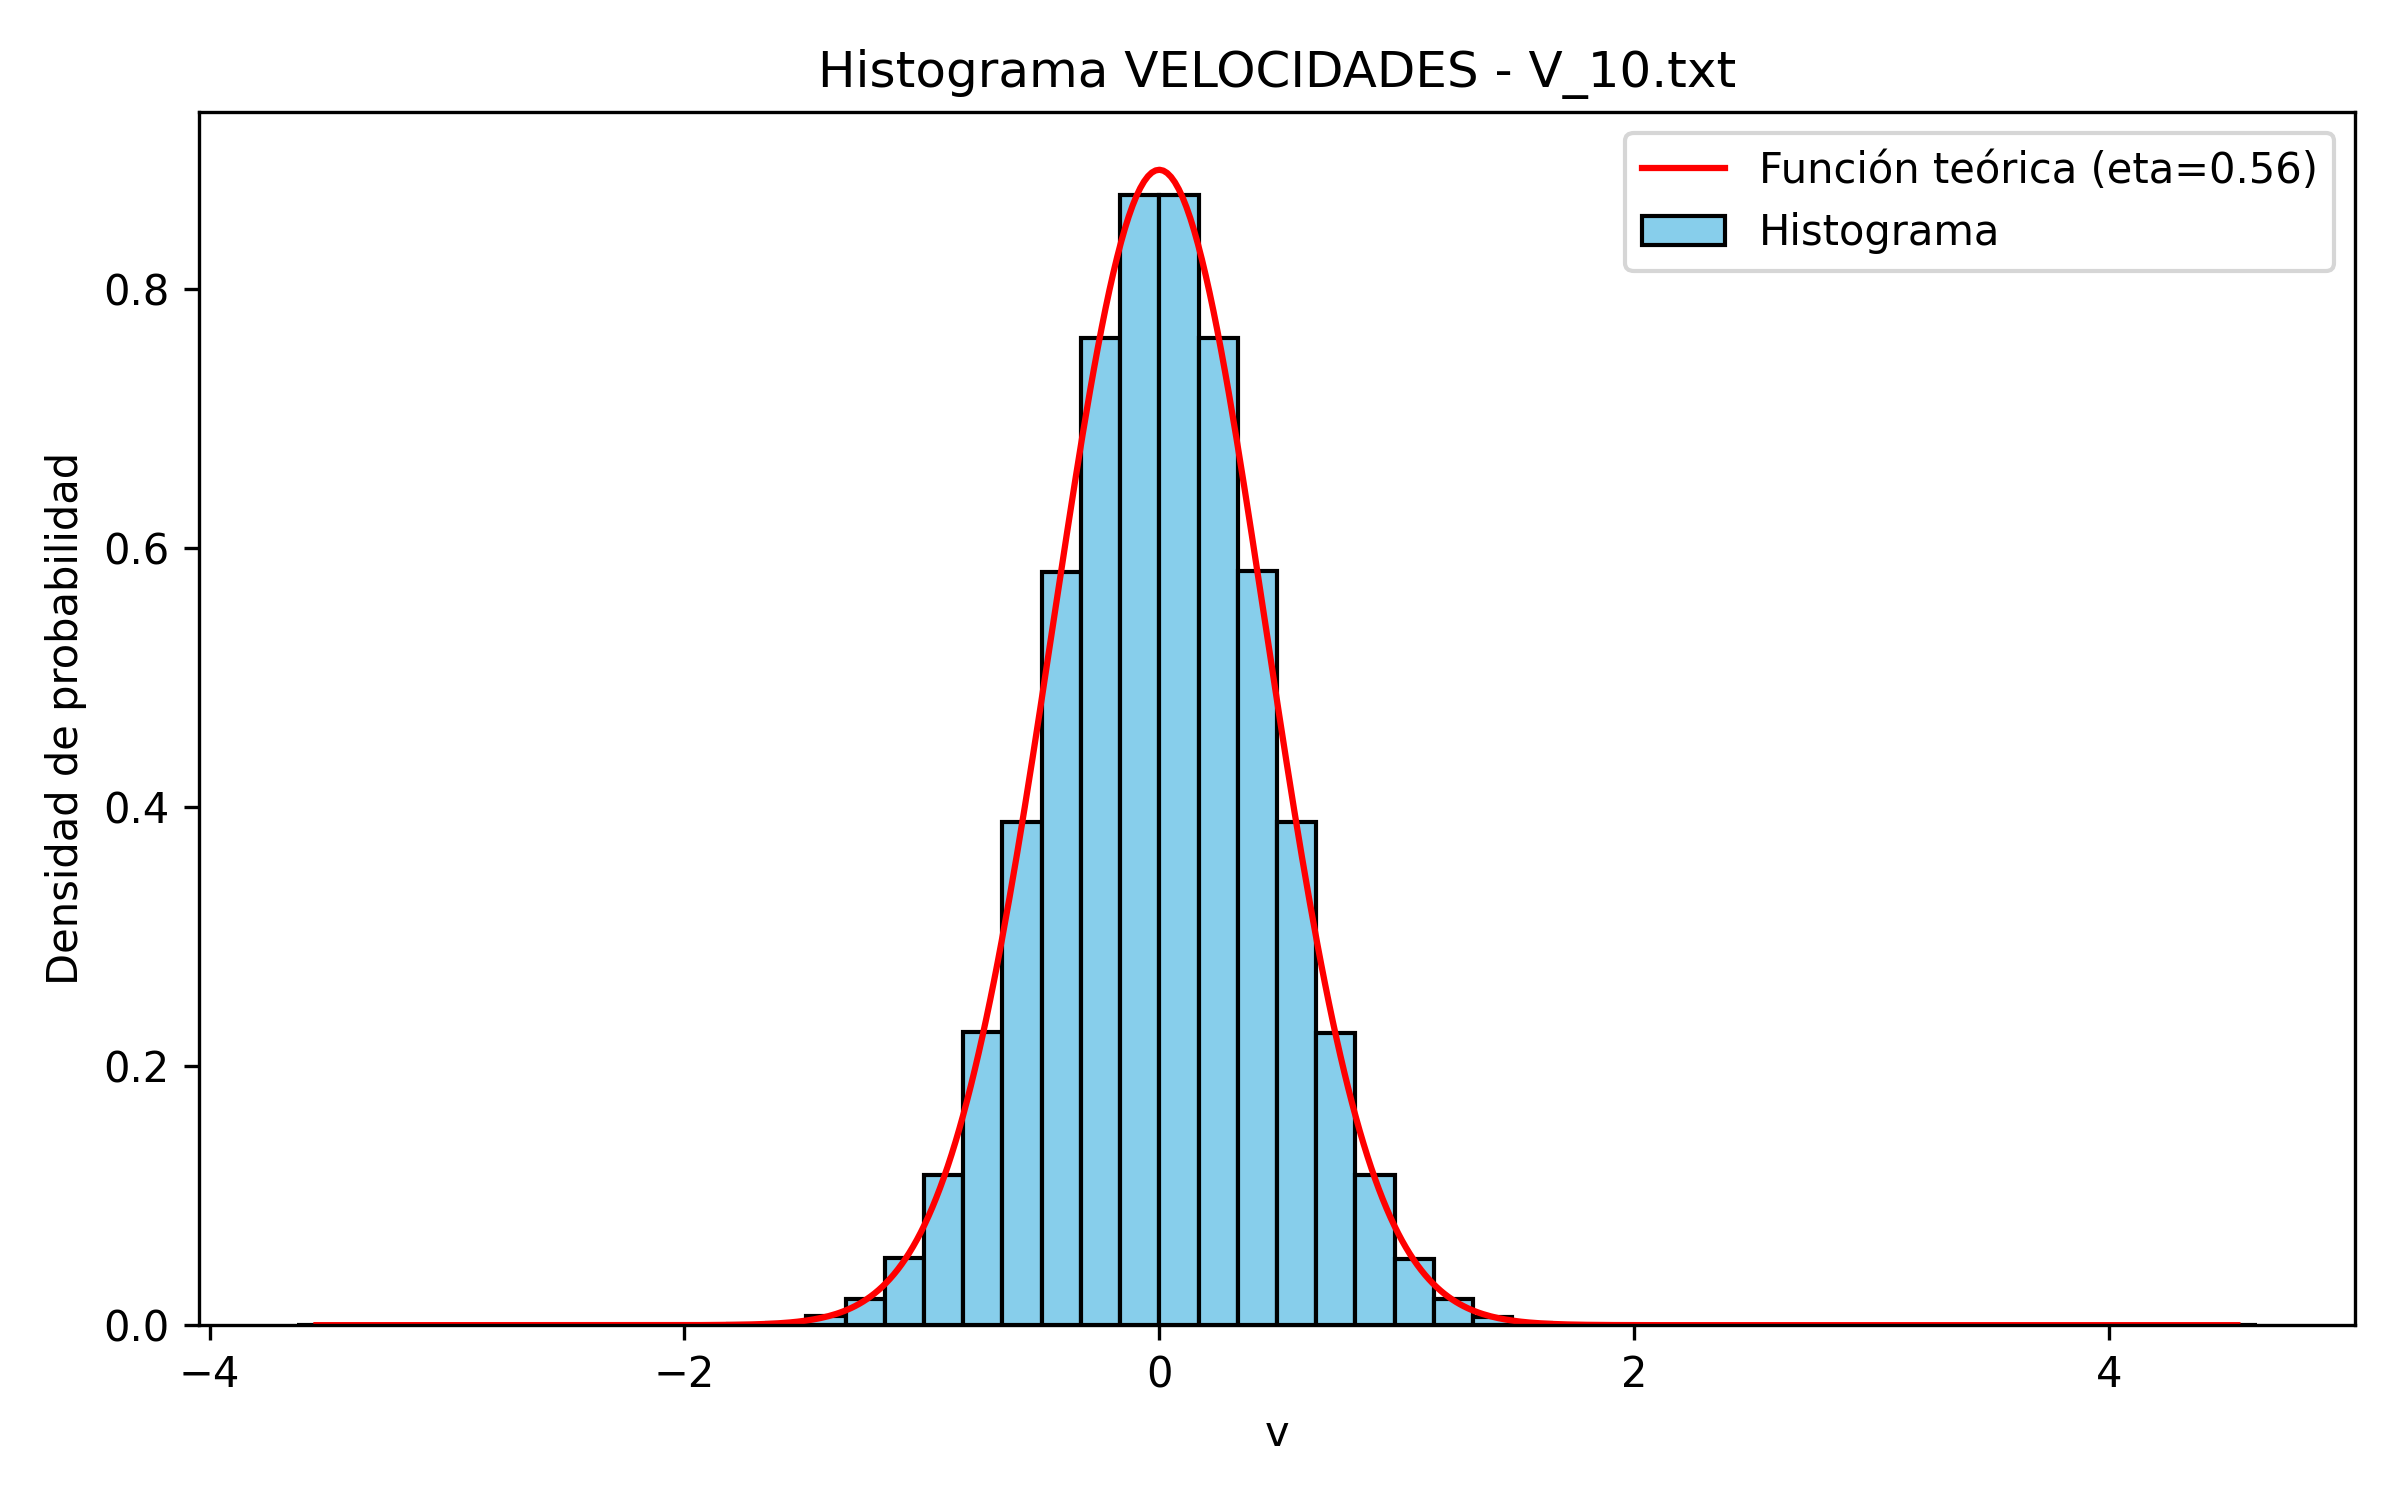 Histograma VELOCIDADES - V_10.txt
Función teórica (eta=0.56)
Histograma
Densidad de probabilidad
0.8
0.6
0.4
0.2
0.0
−4 −2 0 2 4
v